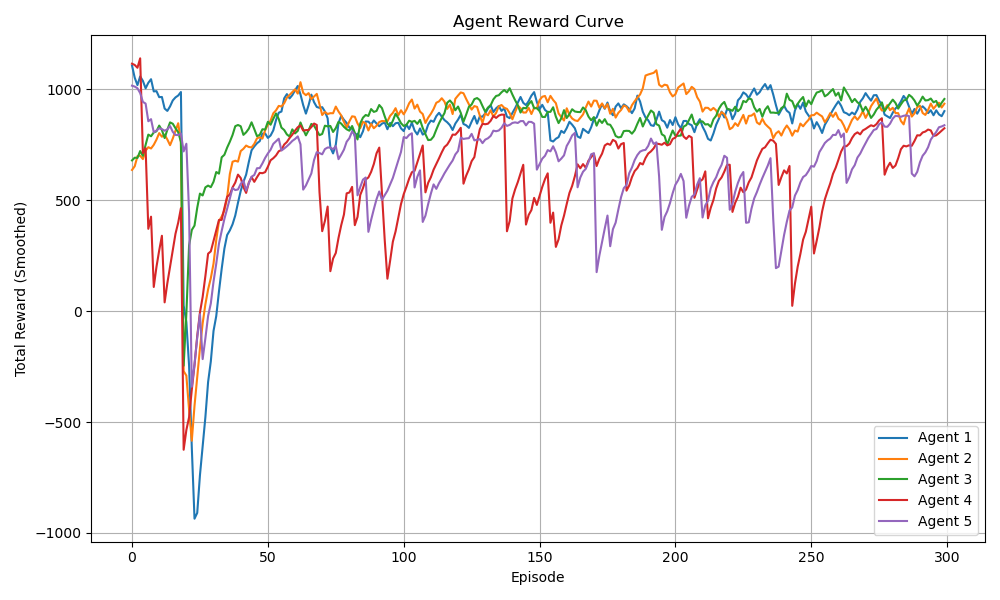 Agent Reward Curve
Total Reward (Smoothed)
1000
500
0
−500
−1000
0 50 100 150 200 250 300
Episode
Agent 1
Agent 2
Agent 3
Agent 4
Agent 5